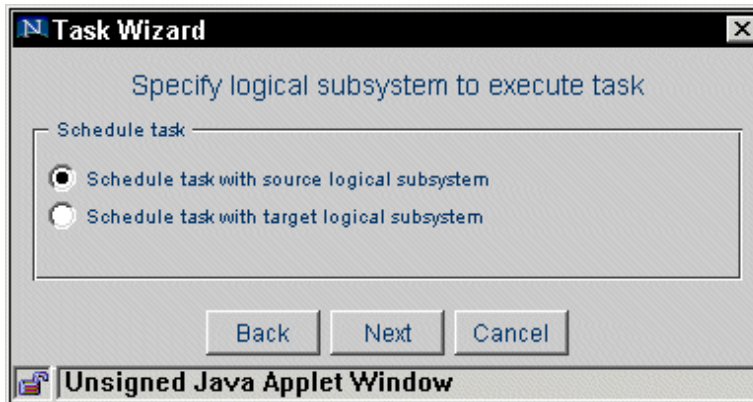 N Task Wizard
Specify logical subsystem to execute task
Schedule task
Schedule task with source logical subsystem
Schedule task with target logical subsystem
Back Next Cancel
Unsigned Java Applet Window